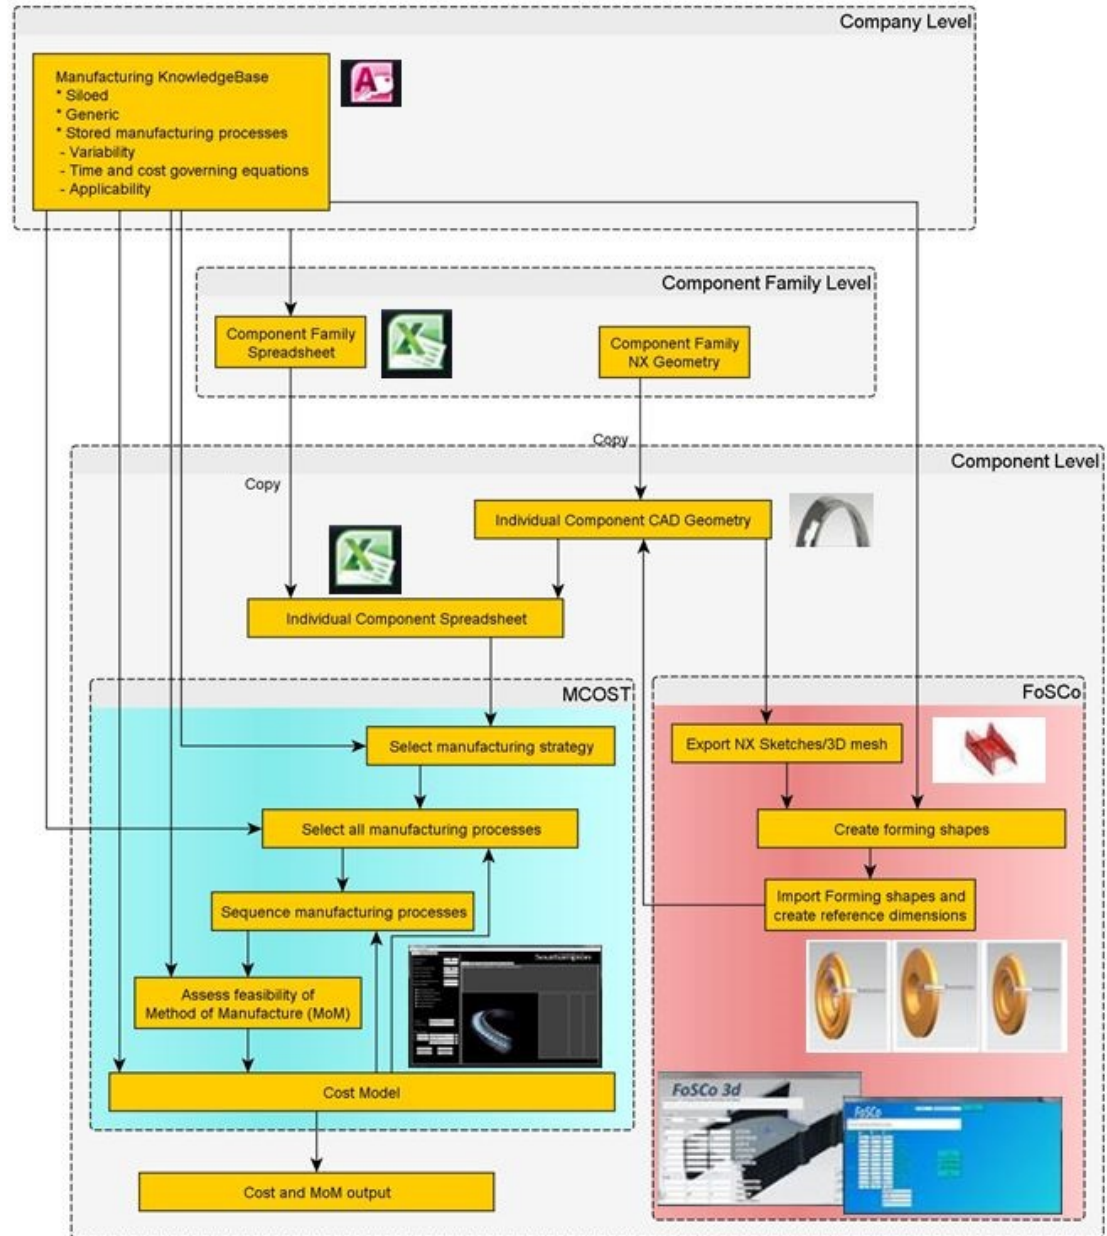 Company Level
Manufacturing KnowledgeBase
* Siloed
* Generic
* Stored manufacturing processes
- Variability
- Time and cost governing equations
- Applicability
A
Component Family Level
Component Family
Spreadsheet
X
Component Family
NX Geometry
Copy
Component Level
Copy
Individual Component CAD Geometry
X
Individual Component Spreadsheet
MCOST
FoSCo
Select manufacturing strategy
Export NX Sketches/3D mesh
Select all manufacturing processes
Create forming shapes
Sequence manufacturing processes
Import Forming shapes and
create reference dimensions
Southampton
Assess feasibility of
Method of Manufacture (MoM)
Cost Model
FoSCo 3d
FoSCo
Cost and MoM output